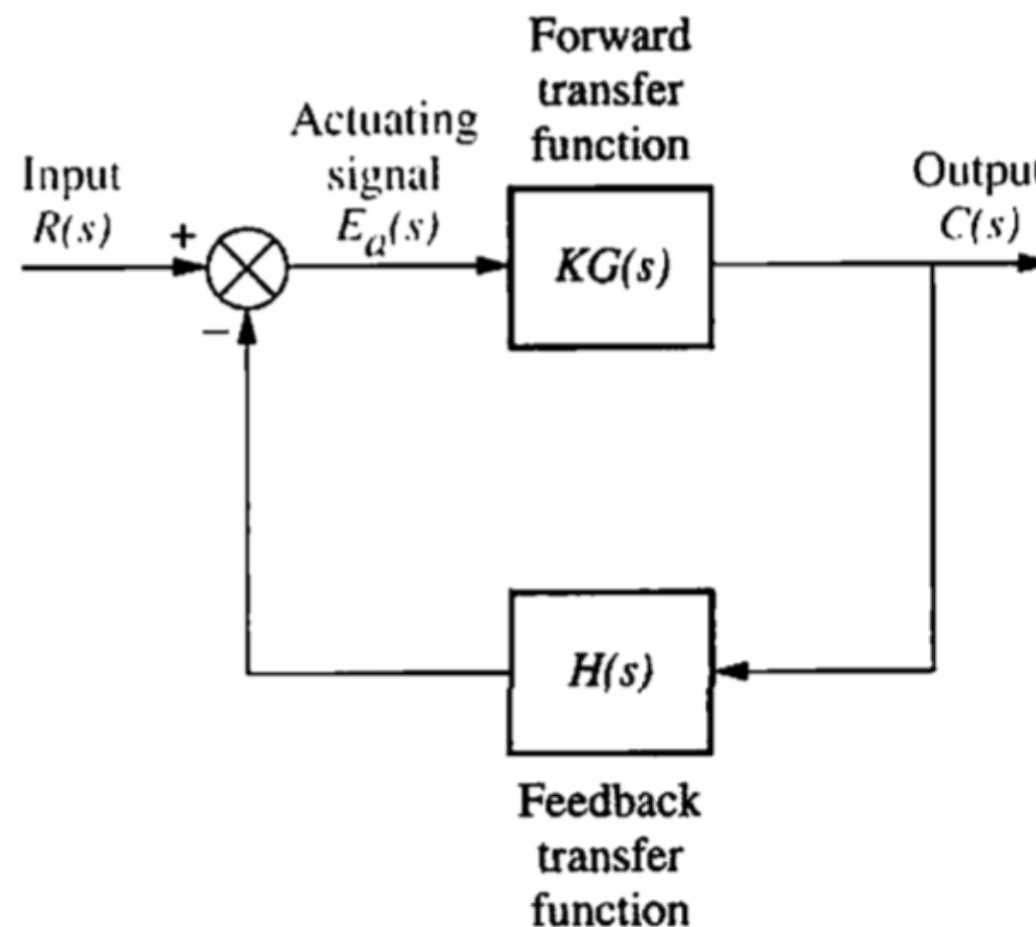 Forward
transfer
function
Actuating
signal
E_a(s)
Input
R(s)
+
−
KG(s)
Output
C(s)
H(s)
Feedback
transfer
function